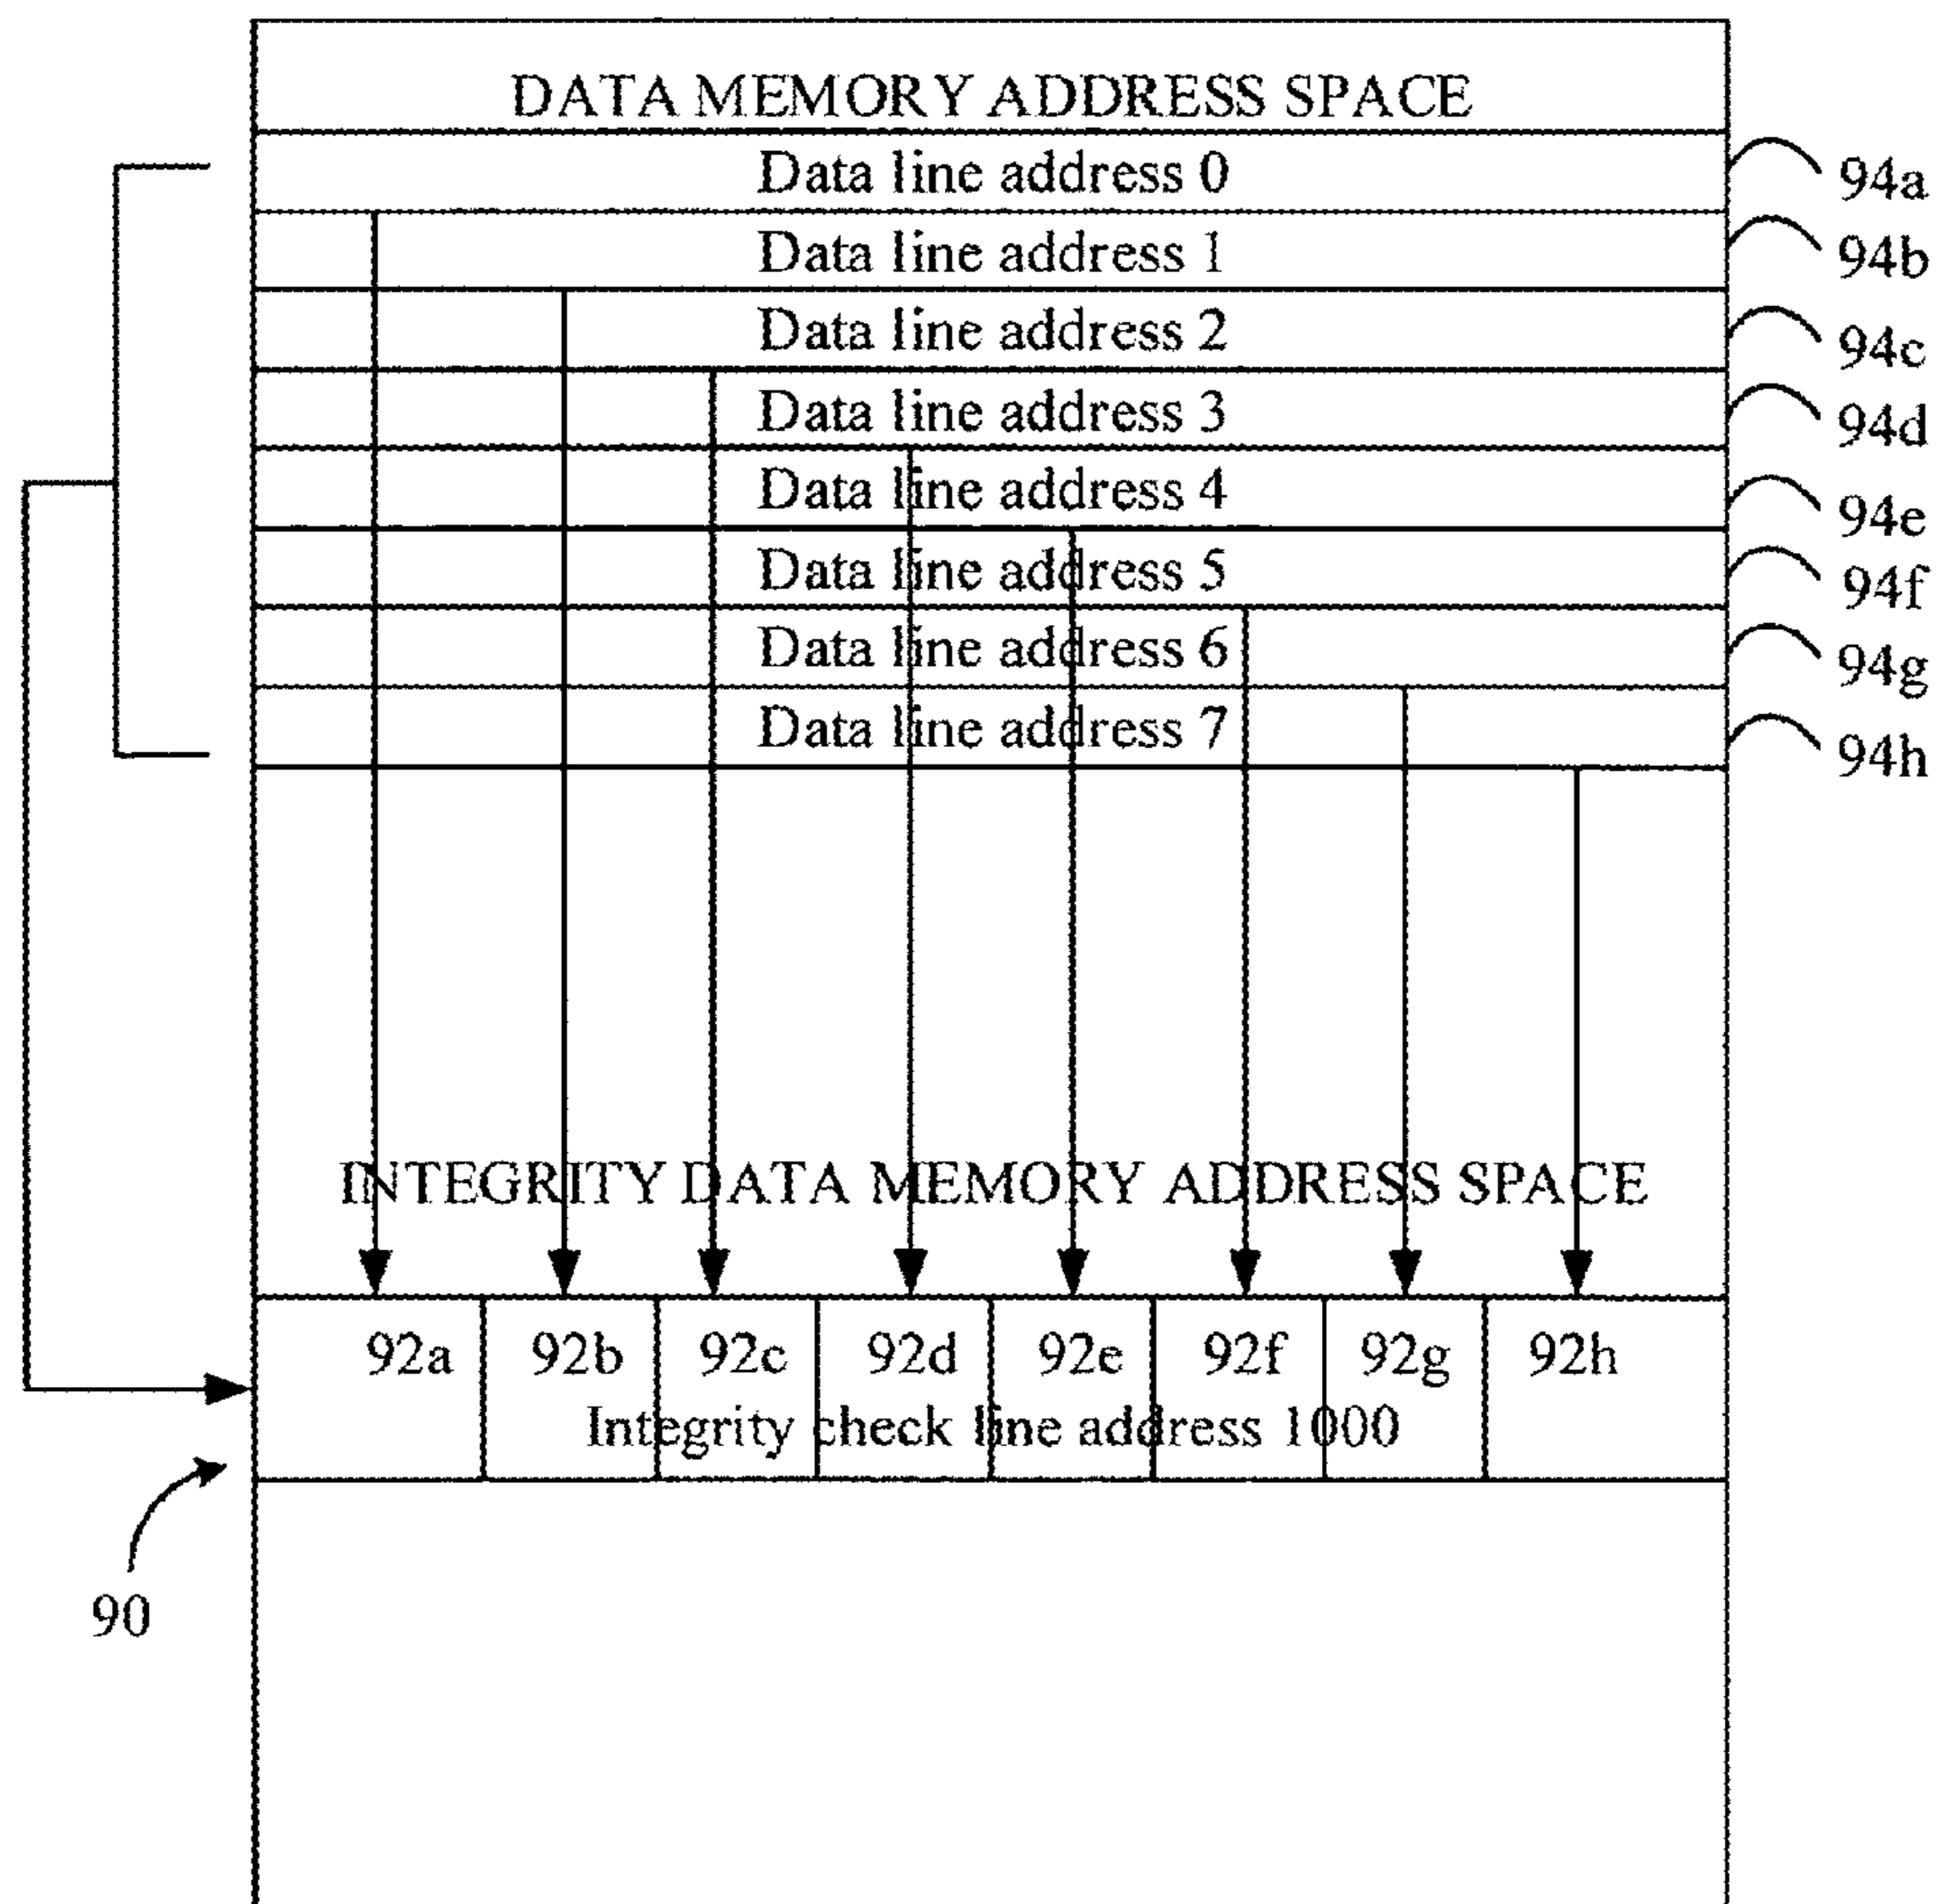 DATA MEMORY ADDRESS SPACE
Data line address 0
94a
Data line address 1
94b
Data line address 2
94c
Data line address 3
94d
Data line address 4
94e
Data line address 5
94f
Data line address 6
94g
Data line address 7
94h
INTEGRITY DATA MEMORY ADDRESS SPACE
92a 92b 92c 92d 92e 92f 92g 92h
Integrity check line address 1000
90